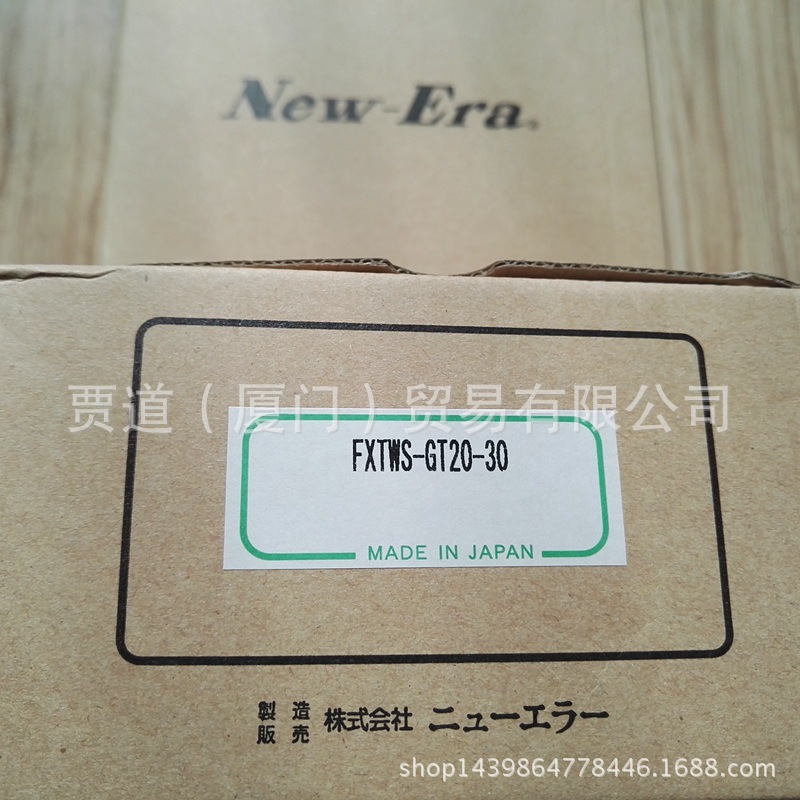 New-Era.
贾道（厦门）贸易有限公司
FXTWS-GT20-30
MADE IN JAPAN
製造
販売 株式会社 ニューエラー
shop1439864778446.1688.com